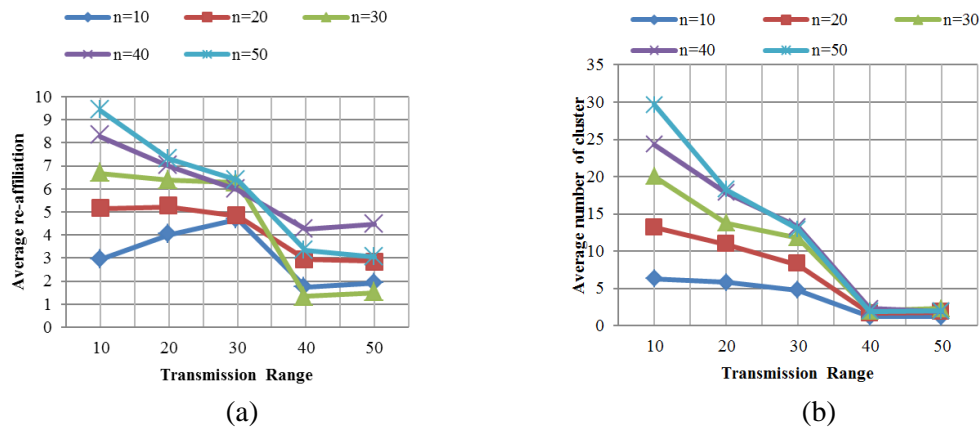 n=10 n=20 n=30
n=40 n=50
Average re-affiliation
10
9
8
7
6
5
4
3
2
1
0
10 20 30 40 50
Transmission Range
(a)
n=10 n=20 n=30
n=40 n=50
Average number of cluster
35
30
25
20
15
10
5
0
10 20 30 40 50
Transmission Range
(b)